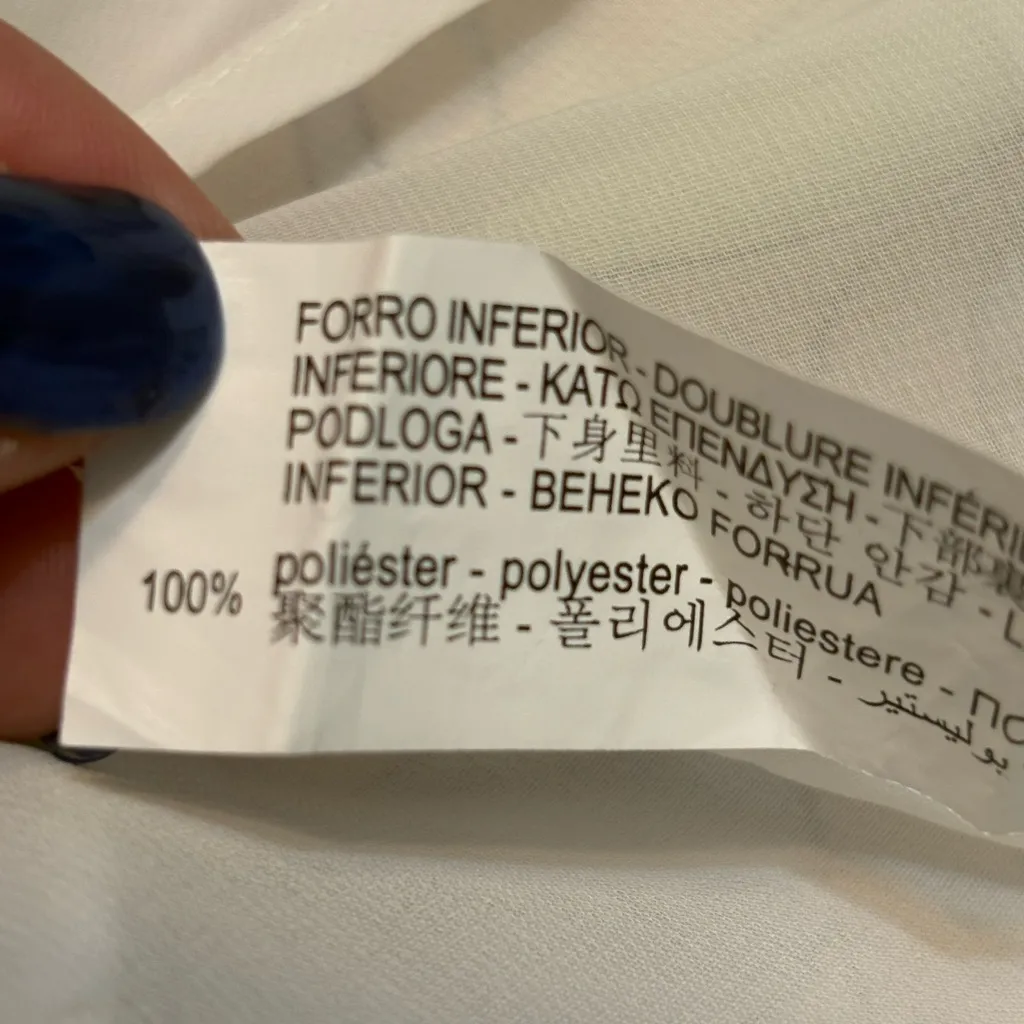 FORRO INFERIOR - DOUBLURE INFÉRI
INFERIORE - ΚΑΤΩ ΕΠΕΝΔΥΣΗ - 下部
PODLOGA - 下身里料 - 하단 안감 - L
INFERIOR - BEHEKO FORRUA
100% poliéster - polyester - poliestere - ПО
聚酯纤维 - 폴리에스터 - بوليستير